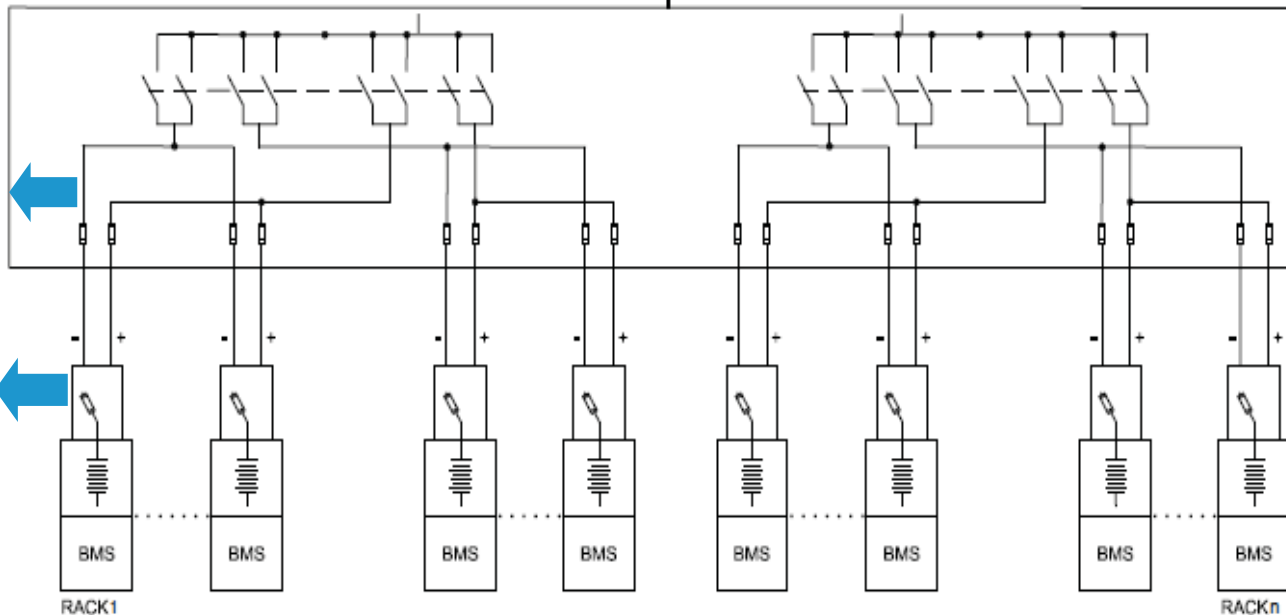 - + - + - + - + - + - + - + - +
BMS BMS BMS BMS BMS BMS BMS BMS
RACK1 RACKn